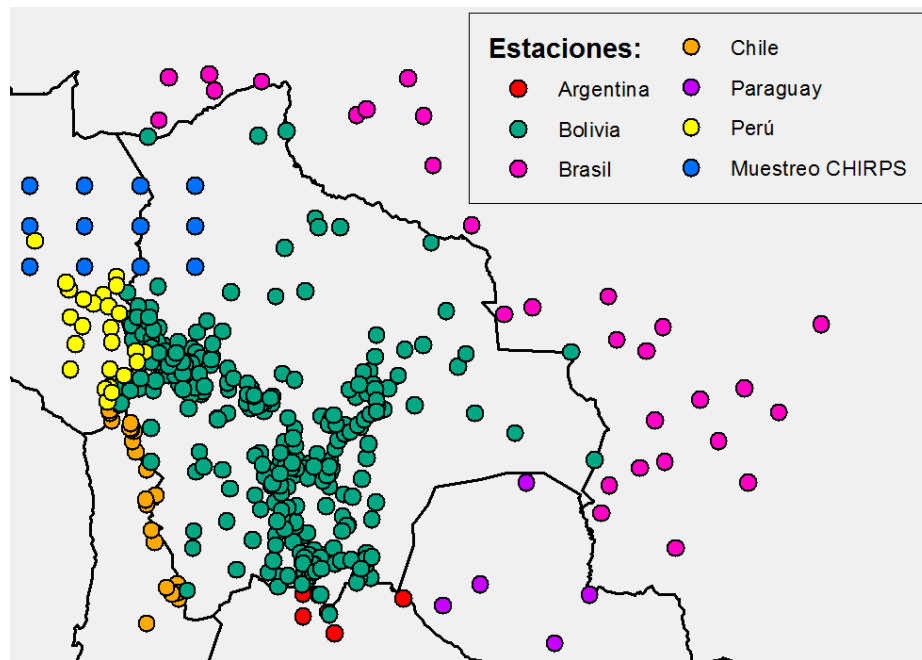 Estaciones:
Argentina
Bolivia
Brasil
Chile
Paraguay
Perú
Muestreo CHIRPS